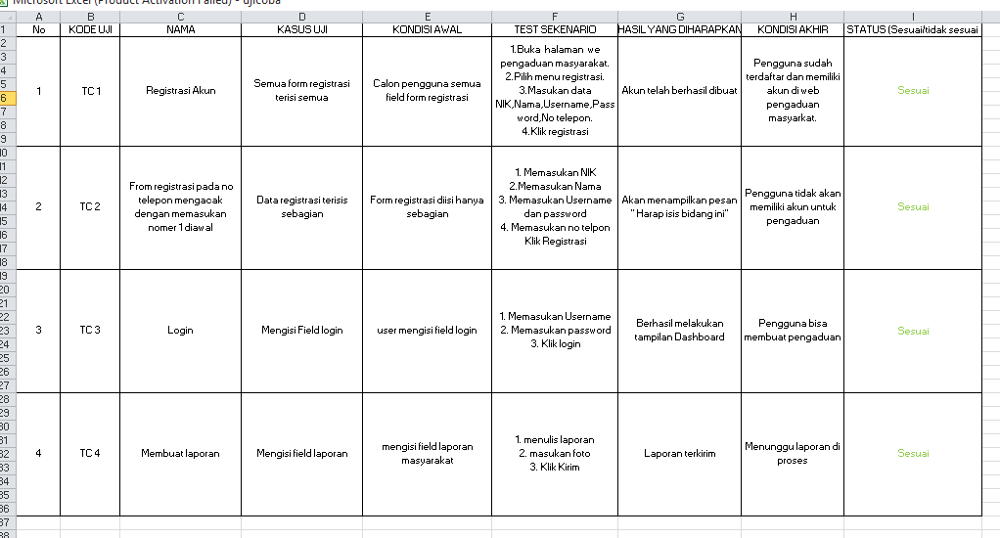 Microsoft Excel (Product Activation Failed) - ujicoba
A B C D E F G H I
1 No KODE UJI NAMA KASUS UJI KONDISI AWAL TEST SEKENARIO HASIL YANG DIHARAPKAN KONDISI AKHIR STATUS (Sesuai/tidak sesuai
1
TC 1
Registrasi Akun
Semua form registrasi
terisi semua
Calon pengguna semua
field form registrasi
1.Buka halaman we
pengaduan masyarakat.
2.Pilih menu registrasi.
3.Masukan data
NIK,Nama,Username,Pass
word,No telepon.
4.Klik registrasi
Akun telah berhasil dibuat
Pengguna sudah
terdaftar dan memiliki
akun di web
pengaduan
masyarkat.
Sesuai
2
TC 2
From registrasi pada no
telepon mengacak
dengan memasukan
nomer 1 diawal
Data registrasi terisis
sebagian
Form registrasi diisi hanya
sebagian
1. Memasukan NIK
2.Memasukan Nama
3. Memasukan Username
dan password
4. Memasukan no telpon
Klik Registrasi
Akan menampilkan pesan
" Harap isis bidang ini"
Pengguna tidak akan
memiliki akun untuk
pengaduan
Sesuai
3
TC 3
Login
Mengisi Field login
user mengisi field login
1. Memasukan Username
2. Memasukan password
3. Klik login
Berhasil melakukan
tampilan Dashboard
Pengguna bisa
membuat pengaduan
Sesuai
4
TC 4
Membuat laporan
Mengisi field laporan
mengisi field laporan
masyarakat
1. menulis laporan
2. masukan foto
3. Klik Kirim
Laporan terkirim
Menunggu laporan di
proses
Sesuai